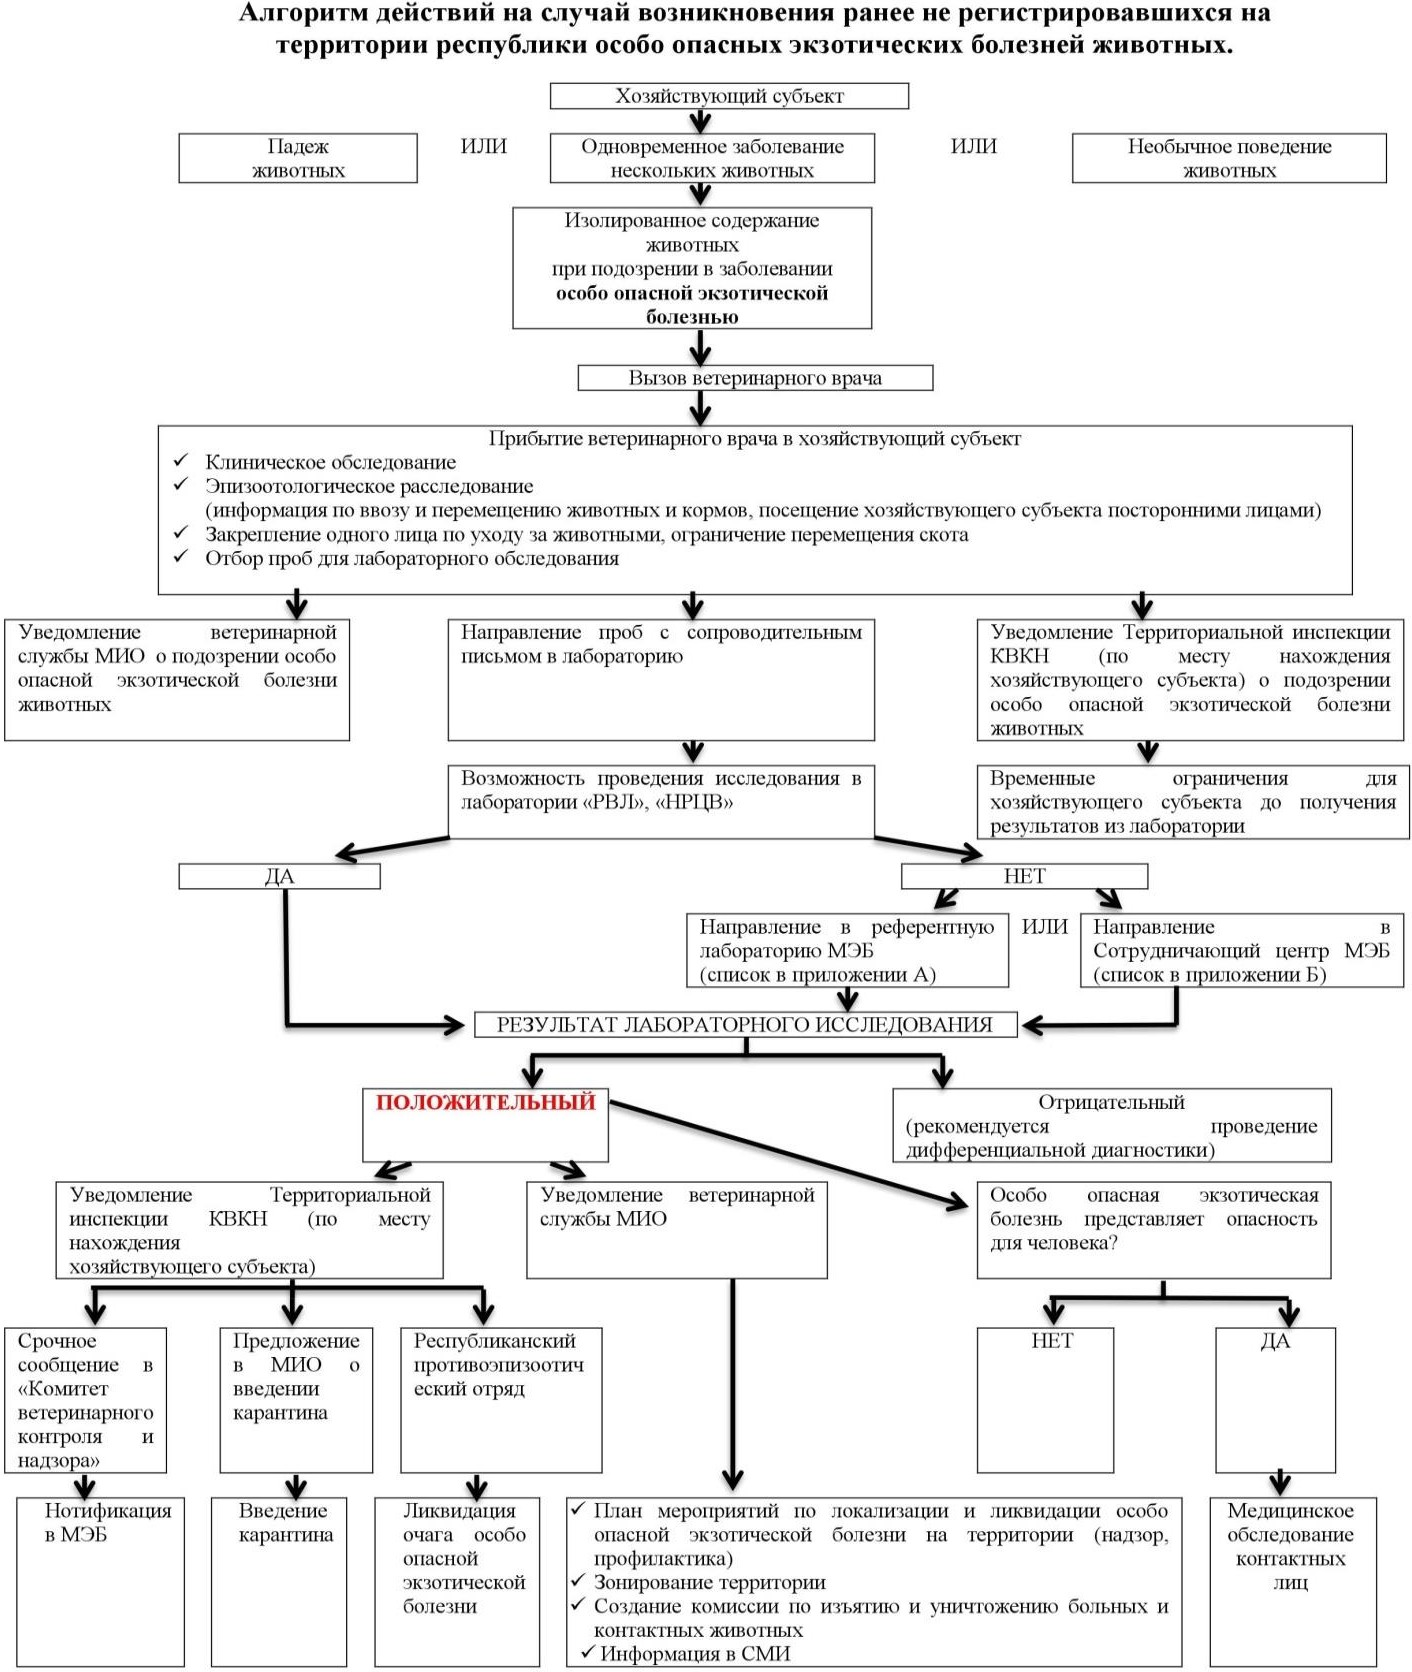 Алгоритм действий на случай возникновения ранее не регистрировавшихся на
территории республики особо опасных экзотических болезней животных.
Хозяйствующий субъект
Падеж
животных
ИЛИ
Одновременное заболевание
нескольких животных
ИЛИ
Необычное поведение
животных
Изолированное содержание
животных
при подозрении в заболевании
особо опасной экзотической
болезнью
Вызов ветеринарного врача
Прибытие ветеринарного врача в хозяйствующий субъект
✓ Клиническое обследование
✓ Эпизоотологическое расследование
(информация по ввозу и перемещению животных и кормов, посещение хозяйствующего субъекта посторонними лицами)
✓ Закрепление одного лица по уходу за животными, ограничение перемещения скота
✓ Отбор проб для лабораторного обследования
Уведомление ветеринарной
службы МИО о подозрении особо
опасной экзотической болезни
животных
Направление проб с сопроводительным
письмом в лабораторию
Уведомление Территориальной инспекции
КВКН (по месту нахождения
хозяйствующего субъекта) о подозрении
особо опасной экзотической болезни
животных
Возможность проведения исследования в
лаборатории «РВЛ», «НРЦВ»
Временные ограничения для
хозяйствующего субъекта до получения
результатов из лаборатории
ДА
НЕТ
Направление в референтную
лабораторию МЭБ
(список в приложении А)
ИЛИ
Направление в
Сотрудничающий центр МЭБ
(список в приложении Б)
РЕЗУЛЬТАТ ЛАБОРАТОРНОГО ИССЛЕДОВАНИЯ
ПОЛОЖИТЕЛЬНЫЙ
Отрицательный
(рекомендуется проведение
дифференциальной диагностики)
Уведомление Территориальной
инспекции КВКН (по месту
нахождения
хозяйствующего субъекта)
Уведомление ветеринарной
службы МИО
Особо опасная экзотическая
болезнь представляет опасность
для человека?
Срочное
сообщение в
«Комитет
ветеринарного
контроля и
надзора»
Предложение
в МИО о
введении
карантина
Республиканский
противоэпизоотич
еский отряд
НЕТ
ДА
Нотификация
в МЭБ
Введение
карантина
Ликвидация
очага особо
опасной
экзотической
болезни
✓ План мероприятий по локализации и ликвидации особо
опасной экзотической болезни на территории (надзор,
профилактика)
✓ Зонирование территории
✓ Создание комиссии по изъятию и уничтожению больных и
контактных животных
✓ Информация в СМИ
Медицинское
обследование
контактных
лиц